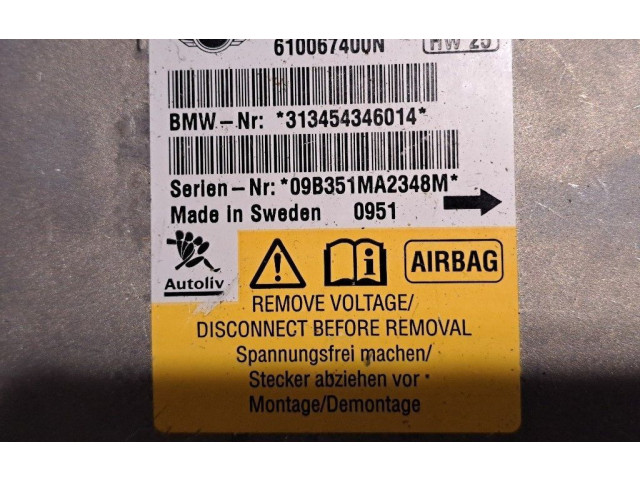 610067400N HW 25
BMW-Nr: *313454346014*
Serien-Nr: *09B351MA2348M*
Made in Sweden 0951
Autoliv
AIRBAG
REMOVE VOLTAGE/
DISCONNECT BEFORE REMOVAL
Spannungsfrei machen/
Stecker abziehen vor
Montage/Demontage